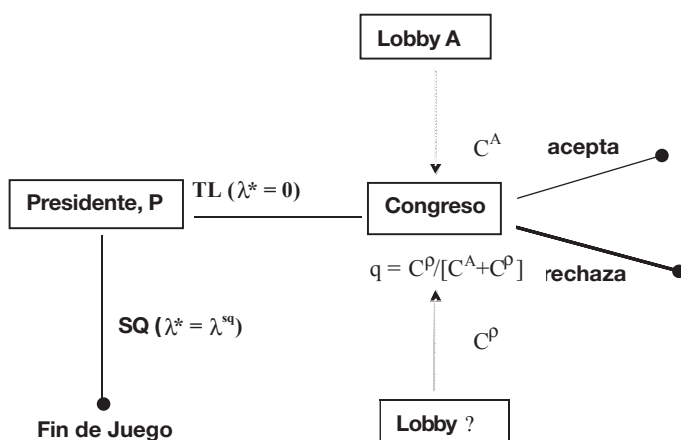 Lobby A
C^A
acepta
TL (λ* = 0)
Presidente, P
Congreso
q = C^ρ/[C^A+C^ρ]
rechaza
SQ (λ* = λ^sq)
C^ρ
Lobby ?
Fin de Juego